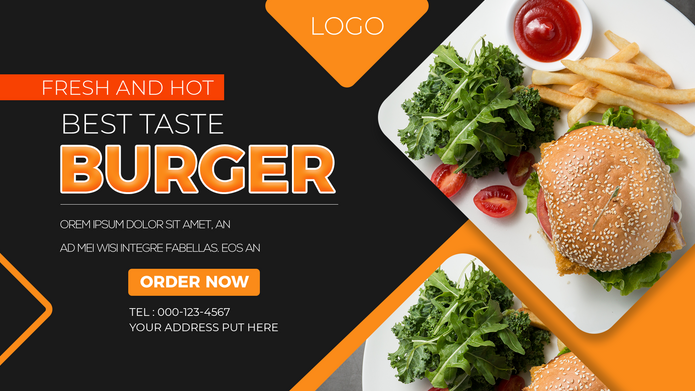 LOGO
FRESH AND HOT
BEST TASTE
BURGER
OREM IPSUM DOLOR SIT AMET, AN
AD MEI WISI INTEGRE FABELLAS. EOS AN
ORDER NOW
TEL : 000-123-4567
YOUR ADDRESS PUT HERE